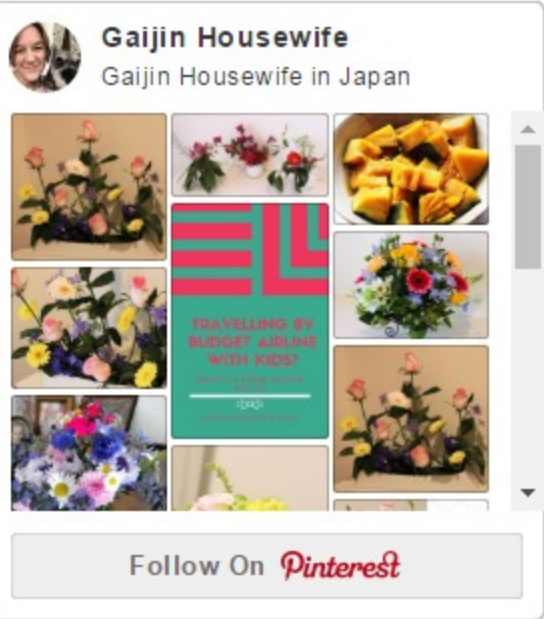 Gaijin Housewife
Gaijin Housewife in Japan
TRAVELLING BY
BUDGET AIRLINE
WITH KIDS?
Follow On Pinterest